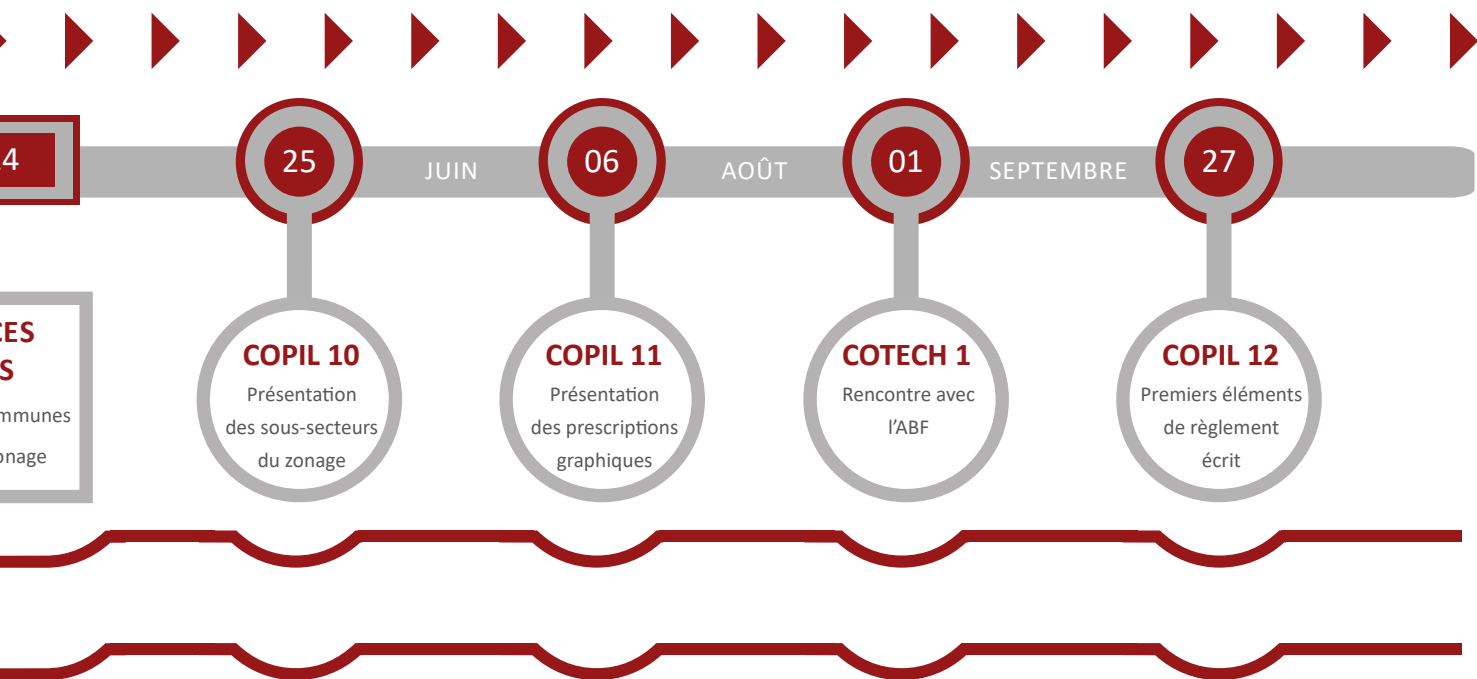 25
JUIN
06
AOÛT
01
SEPTEMBRE
27
COPIL 10
Présentation
des sous-secteurs
du zonage
COPIL 11
Présentation
des prescriptions
graphiques
COTECH 1
Rencontre avec
l'ABF
COPIL 12
Premiers éléments
de règlement
écrit